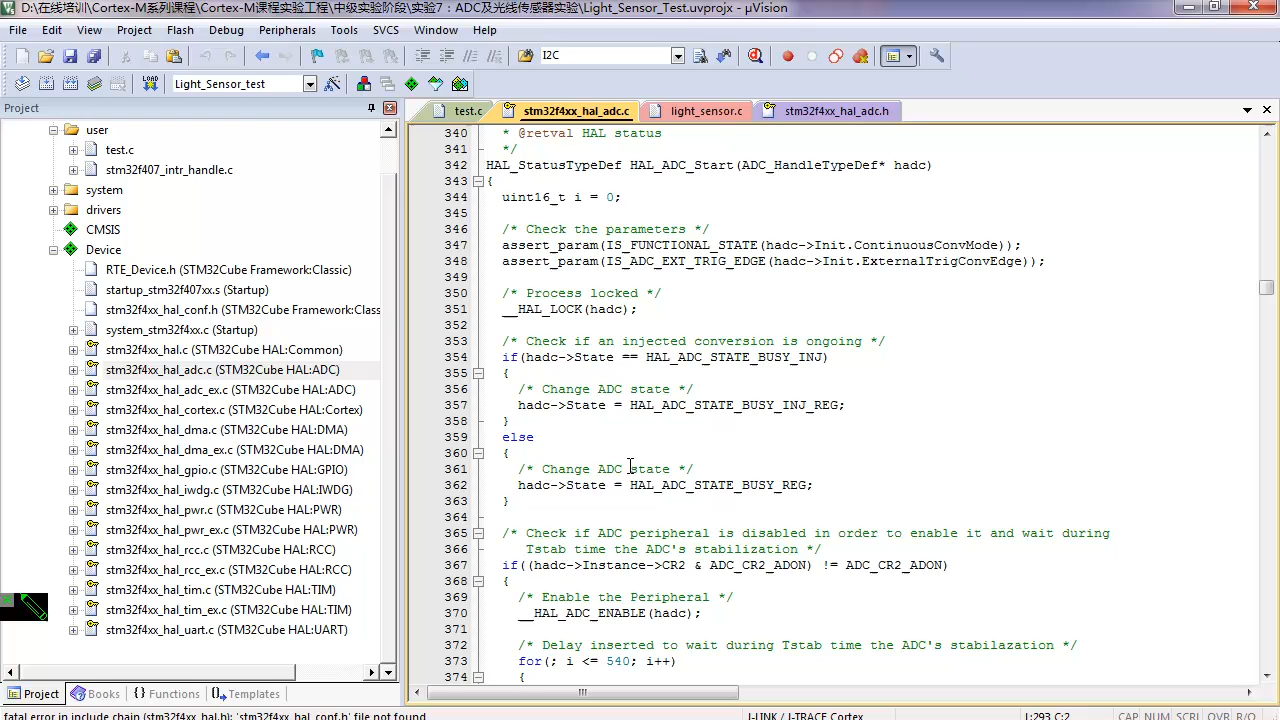 D:\在线培训\Cortex-M系列课程\Cortex-M课程实验工程\中级实验阶段\实验7：ADC及光线传感器实验\Light_Sensor_Test.uvprojx - µVision
File Edit View Project Flash Debug Peripherals Tools SVCS Window Help
I2C
LOAD Light_Sensor_test
Project
test.c stm32f4xx_hal_adc.c light_sensor.c stm32f4xx_hal_adc.h
user
test.c
stm32f407_intr_handle.c
system
drivers
CMSIS
Device
RTE_Device.h (STM32Cube Framework:Classic)
startup_stm32f407xx.s (Startup)
stm32f4xx_hal_conf.h (STM32Cube Framework:Class
system_stm32f4xx.c (Startup)
stm32f4xx_hal.c (STM32Cube HAL:Common)
stm32f4xx_hal_adc.c (STM32Cube HAL:ADC)
stm32f4xx_hal_adc_ex.c (STM32Cube HAL:ADC)
stm32f4xx_hal_cortex.c (STM32Cube HAL:Cortex)
stm32f4xx_hal_dma.c (STM32Cube HAL:DMA)
stm32f4xx_hal_dma_ex.c (STM32Cube HAL:DMA)
stm32f4xx_hal_gpio.c (STM32Cube HAL:GPIO)
stm32f4xx_hal_iwdg.c (STM32Cube HAL:IWDG)
stm32f4xx_hal_pwr.c (STM32Cube HAL:PWR)
stm32f4xx_hal_pwr_ex.c (STM32Cube HAL:PWR)
stm32f4xx_hal_rcc.c (STM32Cube HAL:RCC)
stm32f4xx_hal_rcc_ex.c (STM32Cube HAL:RCC)
stm32f4xx_hal_tim.c (STM32Cube HAL:TIM)
stm32f4xx_hal_tim_ex.c (STM32Cube HAL:TIM)
stm32f4xx_hal_uart.c (STM32Cube HAL:UART)
Project Books Functions Templates
340 * @retval HAL status
341 */
342 HAL_StatusTypeDef HAL_ADC_Start(ADC_HandleTypeDef* hadc)
343 {
344 uint16_t i = 0;
345
346 /* Check the parameters */
347 assert_param(IS_FUNCTIONAL_STATE(hadc->Init.ContinuousConvMode));
348 assert_param(IS_ADC_EXT_TRIG_EDGE(hadc->Init.ExternalTrigConvEdge));
349
350 /* Process locked */
351 __HAL_LOCK(hadc);
352
353 /* Check if an injected conversion is ongoing */
354 if(hadc->State == HAL_ADC_STATE_BUSY_INJ)
355 {
356 /* Change ADC state */
357 hadc->State = HAL_ADC_STATE_BUSY_INJ_REG;
358 }
359 else
360 {
361 /* Change ADC state */
362 hadc->State = HAL_ADC_STATE_BUSY_REG;
363 }
364
365 /* Check if ADC peripheral is disabled in order to enable it and wait during
366 Tstab time the ADC's stabilization */
367 if((hadc->Instance->CR2 & ADC_CR2_ADON) != ADC_CR2_ADON)
368 {
369 /* Enable the Peripheral */
370 __HAL_ADC_ENABLE(hadc);
371
372 /* Delay inserted to wait during Tstab time the ADC's stabilazation */
373 for(; i <= 540; i++)
374 {
fatal error in include chain (stm32f4xx_hal.h): 'stm32f4xx_hal_conf.h' file not found
J-LINK / J-TRACE Cortex L:293 C:2 CAP NUM SCRL OVR R/O